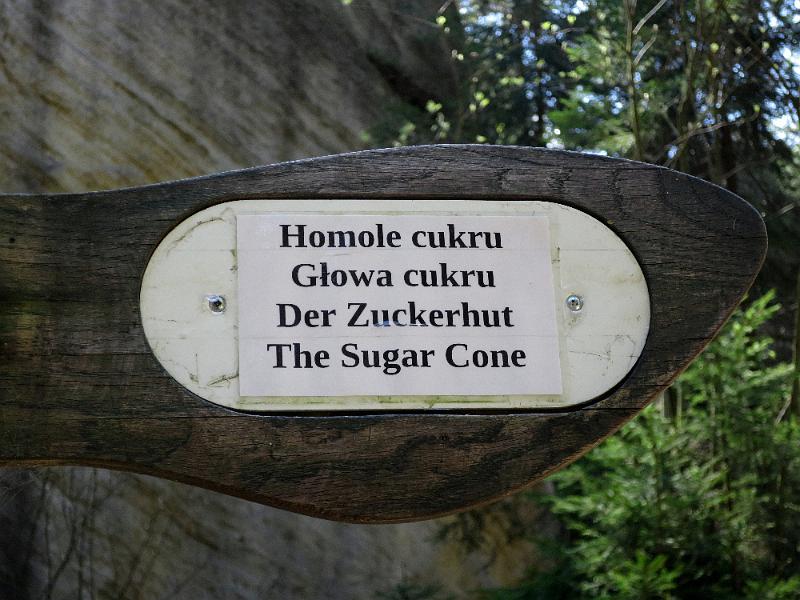 Homole cukru
Głowa cukru
Der Zuckerhut
The Sugar Cone